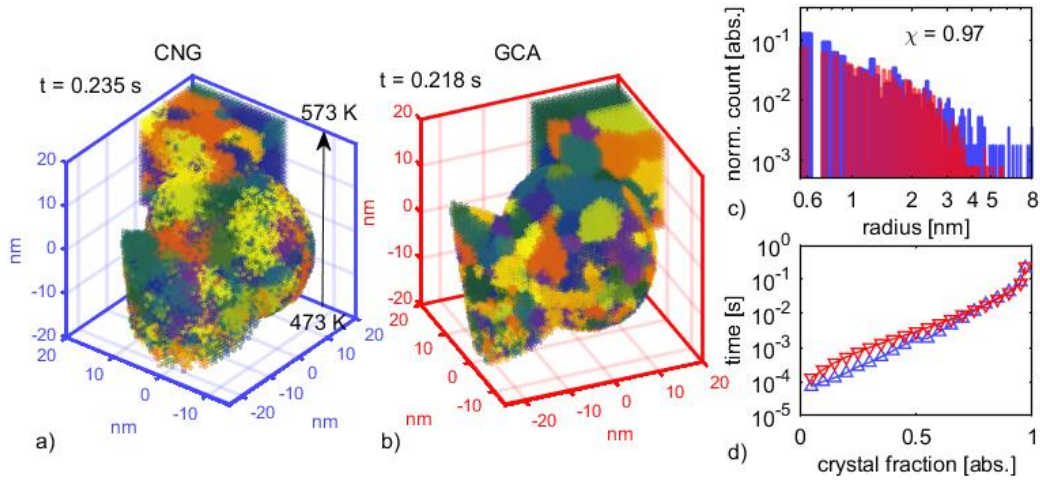 CNG
t = 0.235 s
573 K
20
10
0
-10
-20
nm
473 K
20
10
0
-10
nm
-20
-10
0
10
20
nm
a)
GCA
t = 0.218 s
20
10
0
-10
-20
nm
20
10
0
-10
nm
-20
-10
0
10
20
nm
b)
χ = 0.97
norm. count [abs.]
10-1
10-2
10-3
0.6 1 2 3 4 5 8
radius [nm]
c)
time [s]
100
10-1
10-2
10-3
10-4
10-5
0 0.5 1
crystal fraction [abs.]
d)